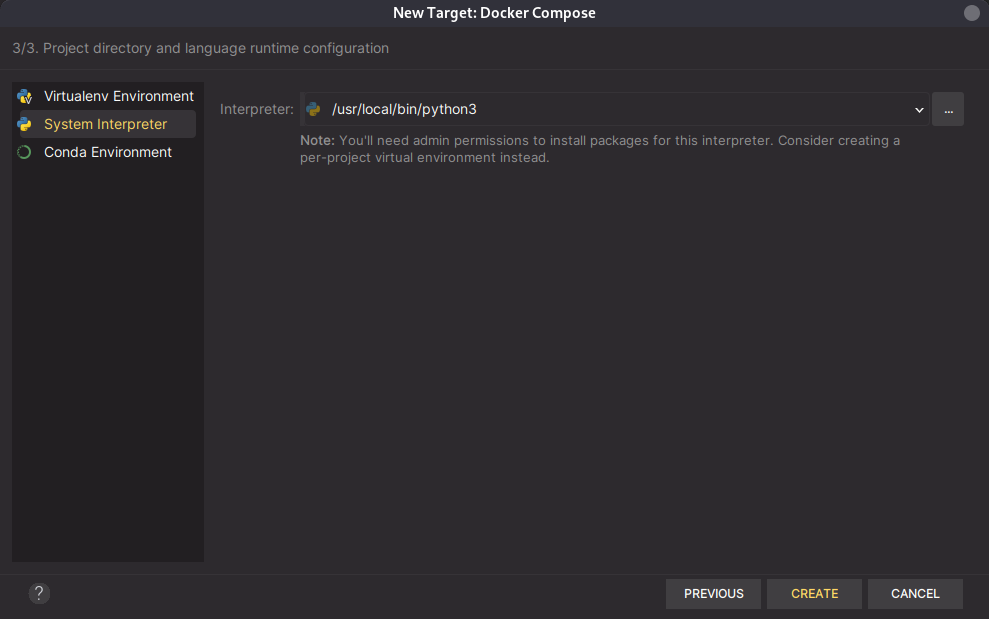 New Target: Docker Compose
3/3. Project directory and language runtime configuration
Virtualenv Environment
System Interpreter
Conda Environment
Interpreter: /usr/local/bin/python3 ...
Note: You'll need admin permissions to install packages for this interpreter. Consider creating a
per-project virtual environment instead.
? PREVIOUS CREATE CANCEL